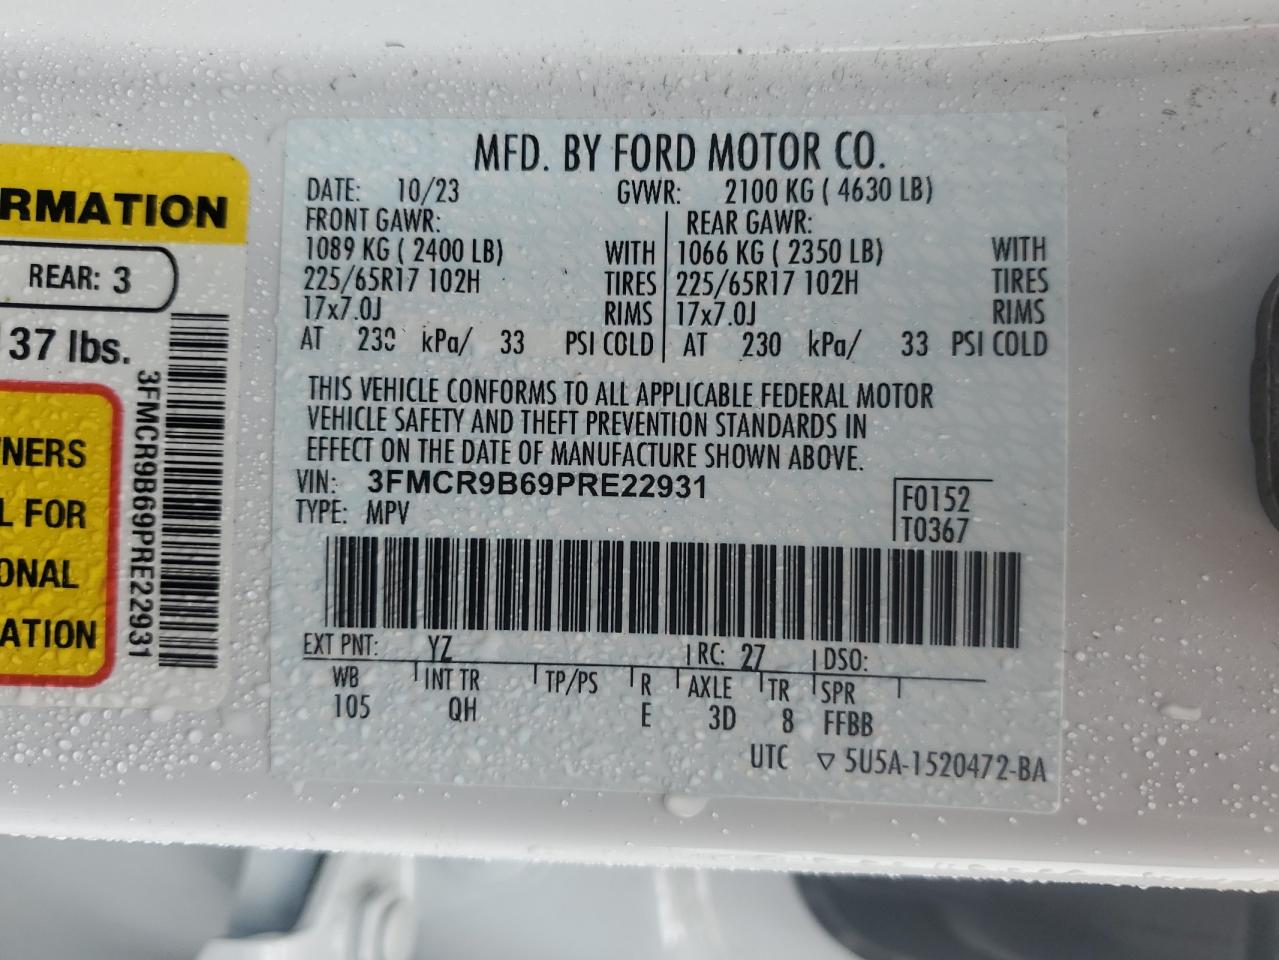 RMATION
REAR: 3
37 lbs.
NERS
L FOR
ONAL
ATION
3FMCR9B69PRE22931
MFD. BY FORD MOTOR CO.
DATE: 10/23 GVWR: 2100 KG ( 4630 LB)
FRONT GAWR: REAR GAWR:
1089 KG ( 2400 LB) WITH 1066 KG ( 2350 LB) WITH
225/65R17 102H TIRES 225/65R17 102H TIRES
17x7.0J RIMS 17x7.0J RIMS
AT 230 kPa/ 33 PSI COLD AT 230 kPa/ 33 PSI COLD
THIS VEHICLE CONFORMS TO ALL APPLICABLE FEDERAL MOTOR
VEHICLE SAFETY AND THEFT PREVENTION STANDARDS IN
EFFECT ON THE DATE OF MANUFACTURE SHOWN ABOVE.
VIN: 3FMCR9B69PRE22931
TYPE: MPV
F0152
T0367
EXT PNT: YZ RC: 27 DSO:
WB INT TR TP/PS R AXLE TR SPR
105 QH E 3D 8 FFBB
UTC ▽ 5U5A-1520472-BA